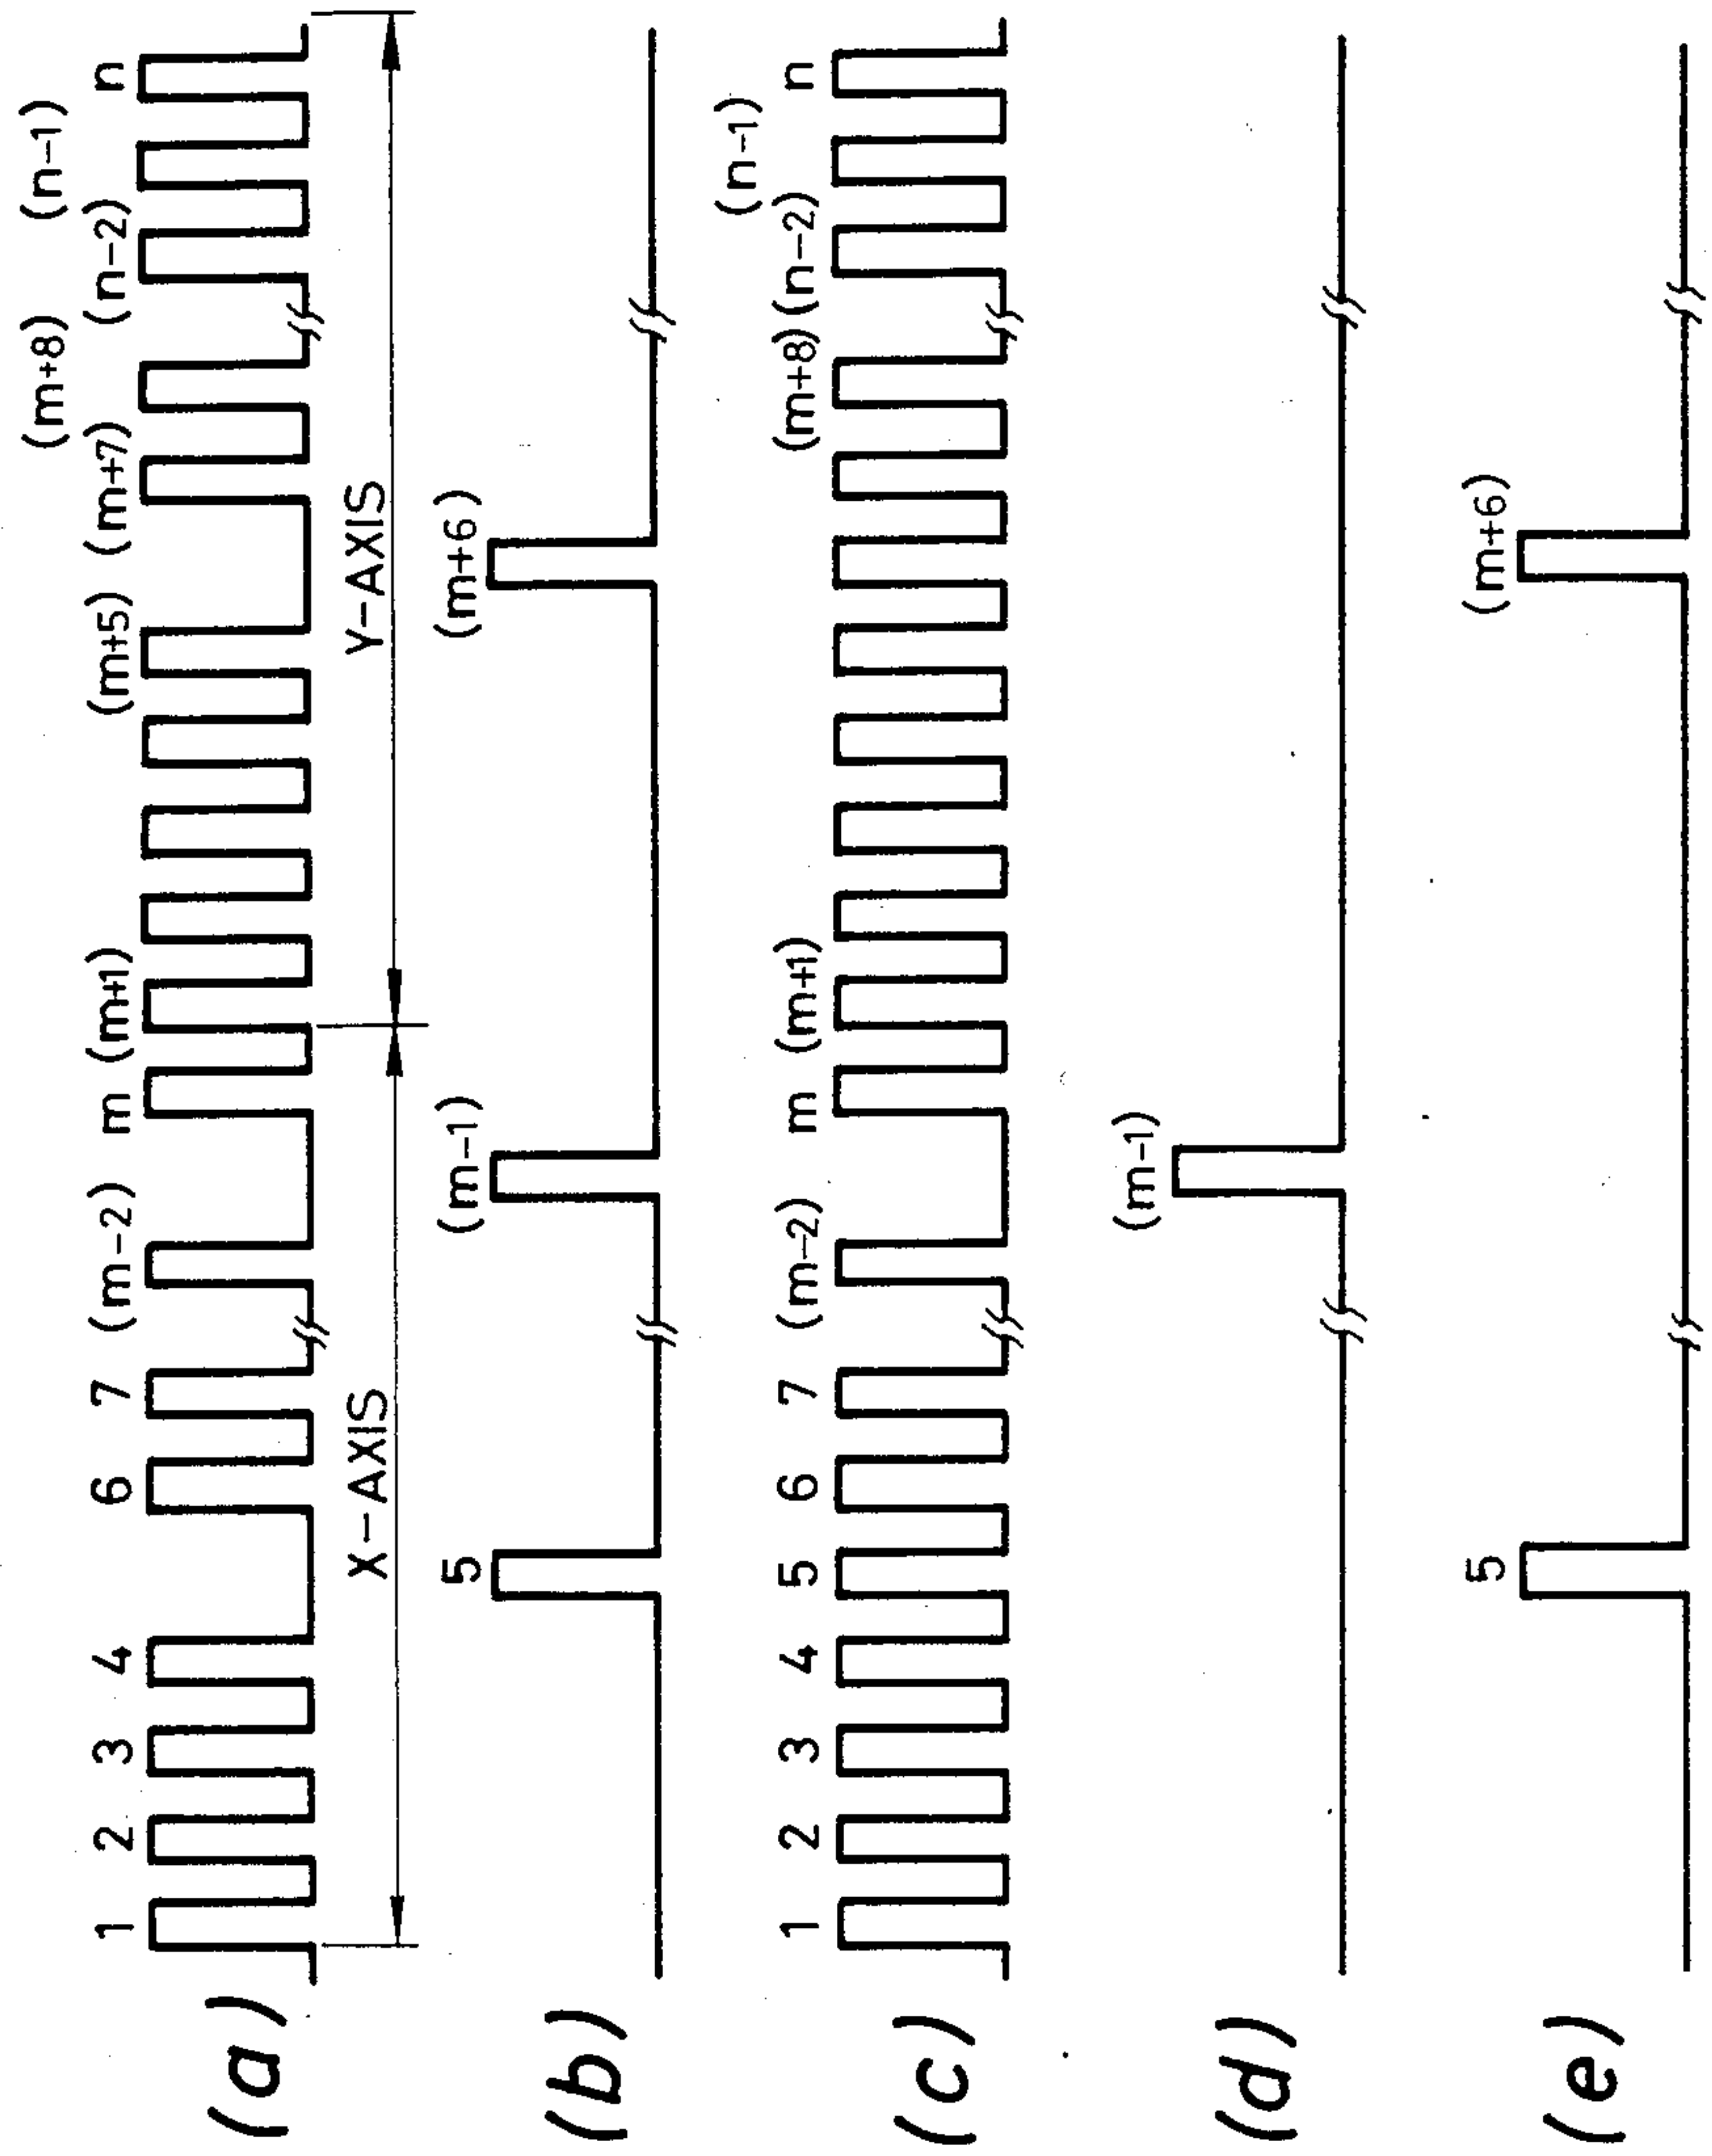 (n-1)
(m+8)
1 2 3 4 6 7 (m-2) m (m+1) (m+5) (m+7) (n-2) n
X-AXIS Y-AXIS
(a)
5 (m-1) (m+6)
(b)
(n-1)
1 2 3 4 5 6 7 (m-2) m (m+1) (m+8) (n-2) n
(c)
(m-1)
(d)
5 (m+6)
(e)